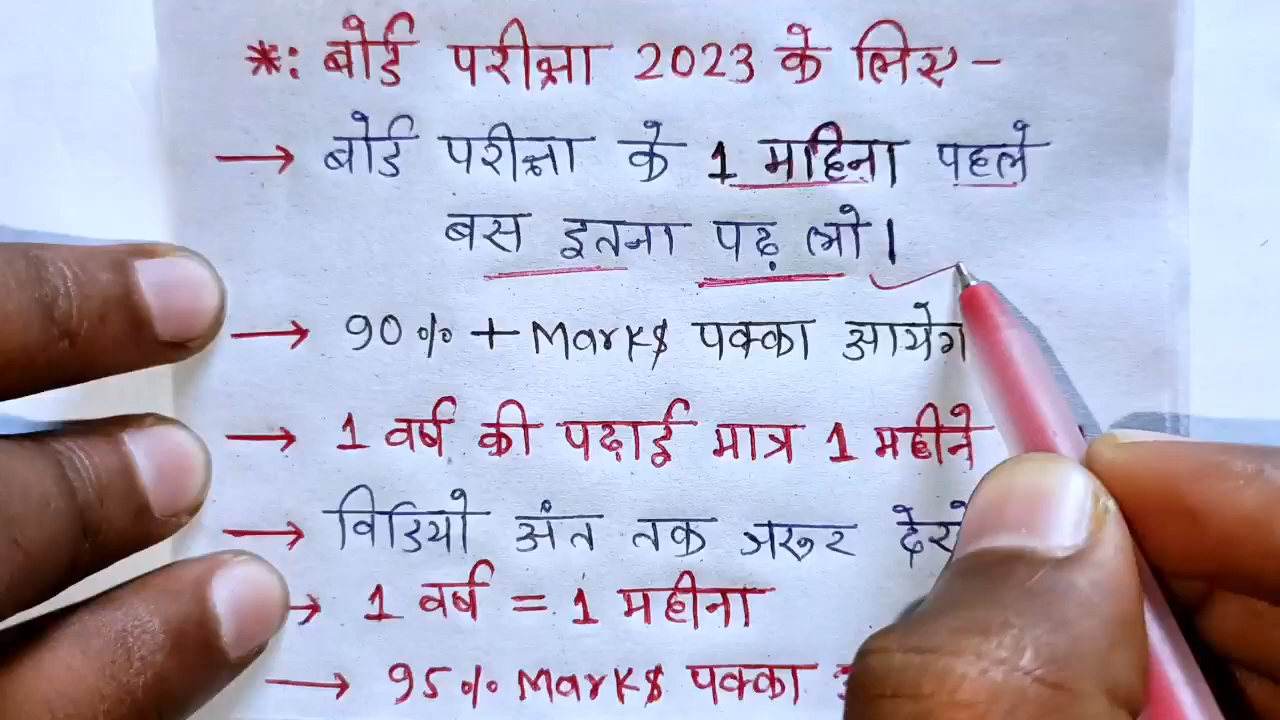 *: बोर्ड परीक्षा 2023 के लिए -
→ बोर्ड परीक्षा के 1 महिना पहले
बस इतना पढ़ लो।
→ 90% + Marks पक्का
→ 1 वर्ष की पढाई मात्र 1 महीने
→ विडियो अंत तक जरूर
→ 1 वर्ष = 1 महीना
→ 95% Marks पक्का